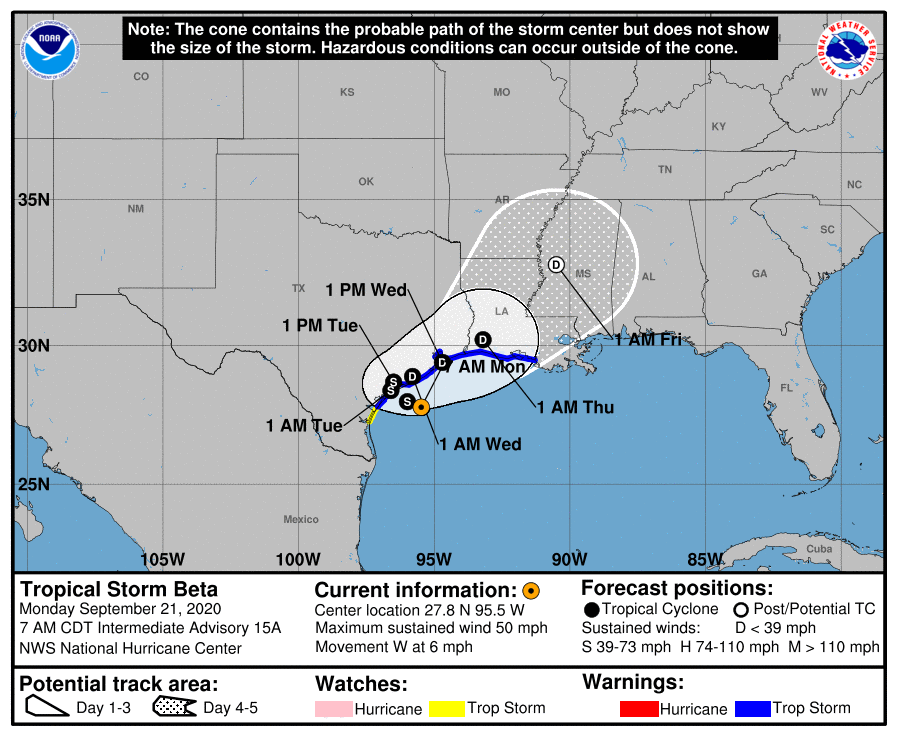 Note: The cone contains the probable path of the storm center but does not show
the size of the storm. Hazardous conditions can occur outside of the cone.
NOAA
NATIONAL WEATHER SERVICE
CO
KS
MO
WV
KY
OK
TN
NC
35N
NM
AR
SC
D
MS
AL
GA
TX
1 PM Wed
LA
1 PM Tue
30N
D
1 AM Fri
D
7 AM Mon
S
D
S
FL
S
1 AM Thu
1 AM Tue
1 AM Wed
25N
Mexico
Cuba
105W
100W
95W
90W
85W
Tropical Storm Beta
Monday September 21, 2020
7 AM CDT Intermediate Advisory 15A
NWS National Hurricane Center
Current information:
Center location 27.8 N 95.5 W
Maximum sustained wind 50 mph
Movement W at 6 mph
Forecast positions:
Tropical Cyclone Post/Potential TC
Sustained winds: D < 39 mph
S 39-73 mph H 74-110 mph M > 110 mph
Potential track area:
Day 1-3 Day 4-5
Watches:
Hurricane Trop Storm
Warnings:
Hurricane Trop Storm